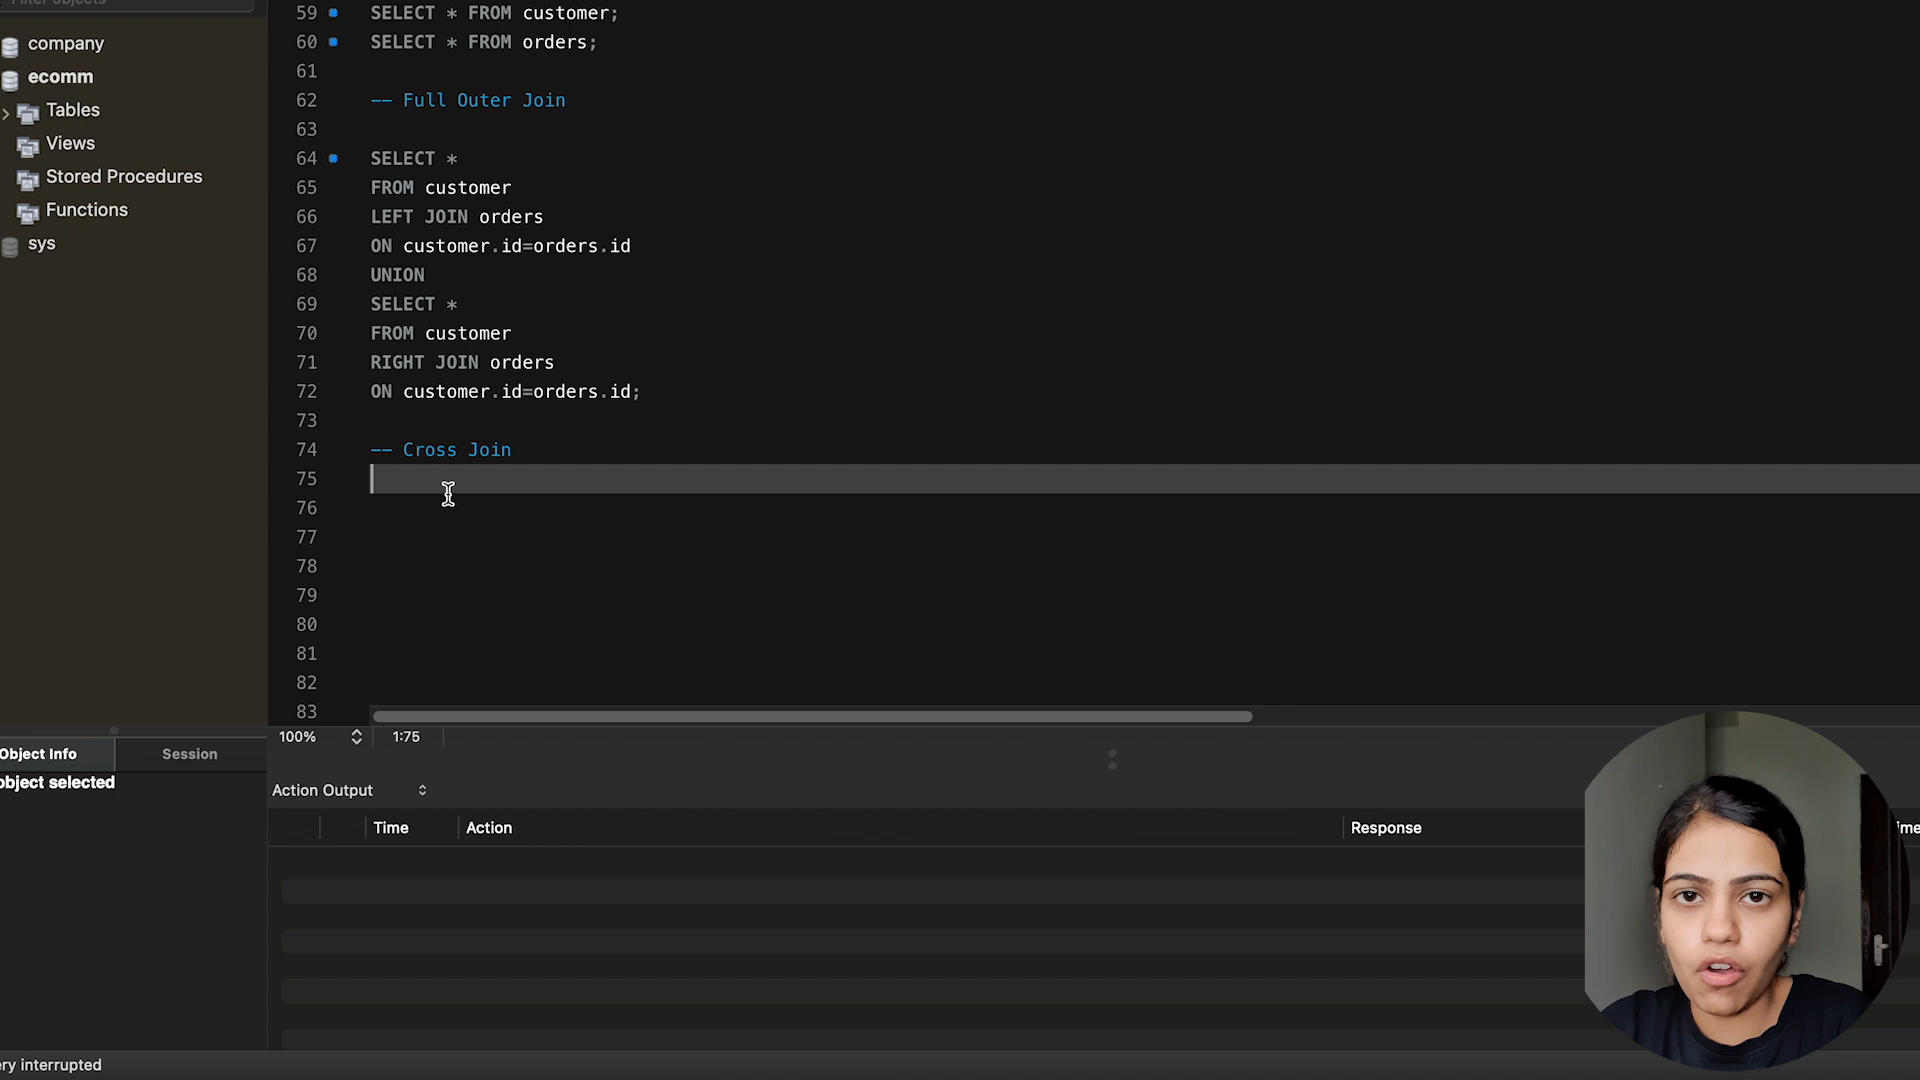 company
ecomm
Tables
Views
Stored Procedures
Functions
sys
59 SELECT * FROM customer;
60 SELECT * FROM orders;
61
62 -- Full Outer Join
63
64 SELECT *
65 FROM customer
66 LEFT JOIN orders
67 ON customer.id=orders.id
68 UNION
69 SELECT *
70 FROM customer
71 RIGHT JOIN orders
72 ON customer.id=orders.id;
73
74 -- Cross Join
75
76
77
78
79
80
81
82
83
100% 1:75
Object Info Session
object selected
Action Output
Time Action Response
ery interrupted